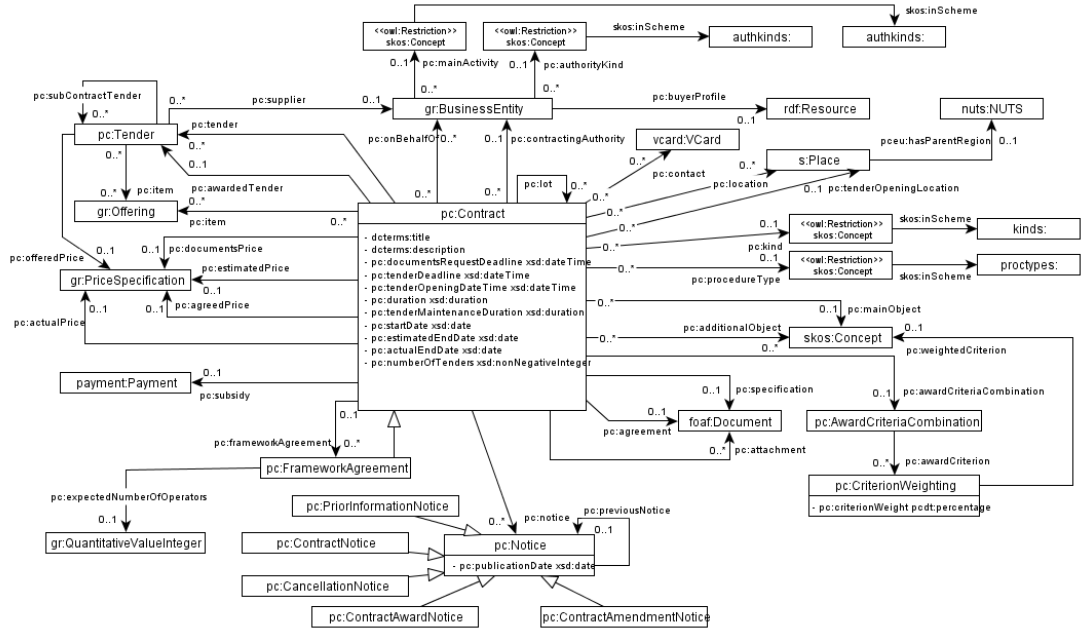 <<owl:Restriction>>
skos:Concept
<<owl:Restriction>>
skos:Concept
skos:inScheme
skos:inScheme
authkinds:
authkinds:
0..1
pc:mainActivity
0..1
pc:authorityKind
pc:subContractTender
0..*
0..*
pc:supplier
0..1
0..*
0..*
gr:BusinessEntity
pc:buyerProfile
0..1
rdf:Resource
nuts:NUTS
pc:Tender
pc:tender
0..*
0..1
pc:onBehalfOf
0..*
0..1
pc:contractingAuthority
vcard:VCard
pceu:hasParentRegion
0..1
s:Place
0..*
0..*
pc:item
pc:awardedTender
0..*
gr:Offering
pc:item
0..*
0..*
0..*
pc:lot
0..*
0..*
pc:contact
0..*
pc:location
0..*
0..1
pc:tenderOpeningLocation
0..*
pc:Contract
- dcterms:title
- dcterms:description
- pc:documentsRequestDeadline xsd:dateTime
- pc:tenderDeadline xsd:dateTime
- pc:tenderOpeningDateTime xsd:dateTime
- pc:duration xsd:duration
- pc:tenderMaintenanceDuration xsd:duration
- pc:startDate xsd:date
- pc:estimatedEndDate xsd:date
- pc:actualEndDate xsd:date
- pc:numberOfTenders xsd:nonNegativeInteger
0..1
<<owl:Restriction>>
skos:Concept
skos:inScheme
kinds:
pc:kind
0..1
<<owl:Restriction>>
skos:Concept
pc:procedureType
skos:inScheme
proctypes:
pc:offeredPrice
0..1
0..1
pc:documentsPrice
gr:PriceSpecification
pc:estimatedPrice
0..1
0..1
pc:actualPrice
0..1
pc:agreedPrice
0..*
0..1
pc:mainObject
0..*
pc:additionalObject
0..*
skos:Concept
0..1
pc:weightedCriterion
0..*
payment:Payment
0..1
pc:subsidy
pc:specification
0..1
0..1
pc:awardCriteriaCombination
pc:agreement
0..1
foaf:Document
pc:AwardCriteriaCombination
0..1
pc:frameworkAgreement
0..*
0..*
pc:attachment
0..*
pc:awardCriterion
pc:FrameworkAgreement
pc:CriterionWeighting
- pc:criterionWeight pcdt:percentage
pc:expectedNumberOfOperators
0..1
gr:QuantitativeValueInteger
pc:PriorInformationNotice
0..*
pc:notice
pc:previousNotice
0..1
pc:ContractNotice
pc:Notice
- pc:publicationDate xsd:date
pc:CancellationNotice
pc:ContractAwardNotice
pc:ContractAmendmentNotice